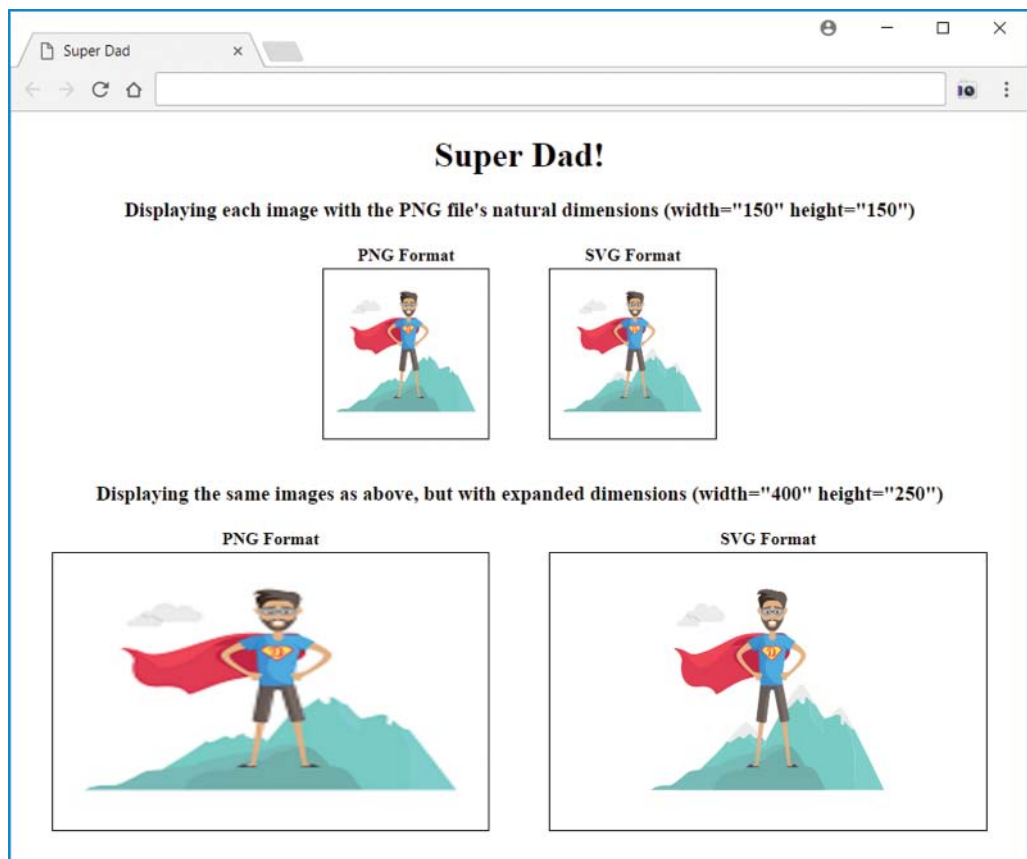 Super Dad
Super Dad!
Displaying each image with the PNG file's natural dimensions (width="150" height="150")
PNG Format
SVG Format
Displaying the same images as above, but with expanded dimensions (width="400" height="250")
PNG Format
SVG Format